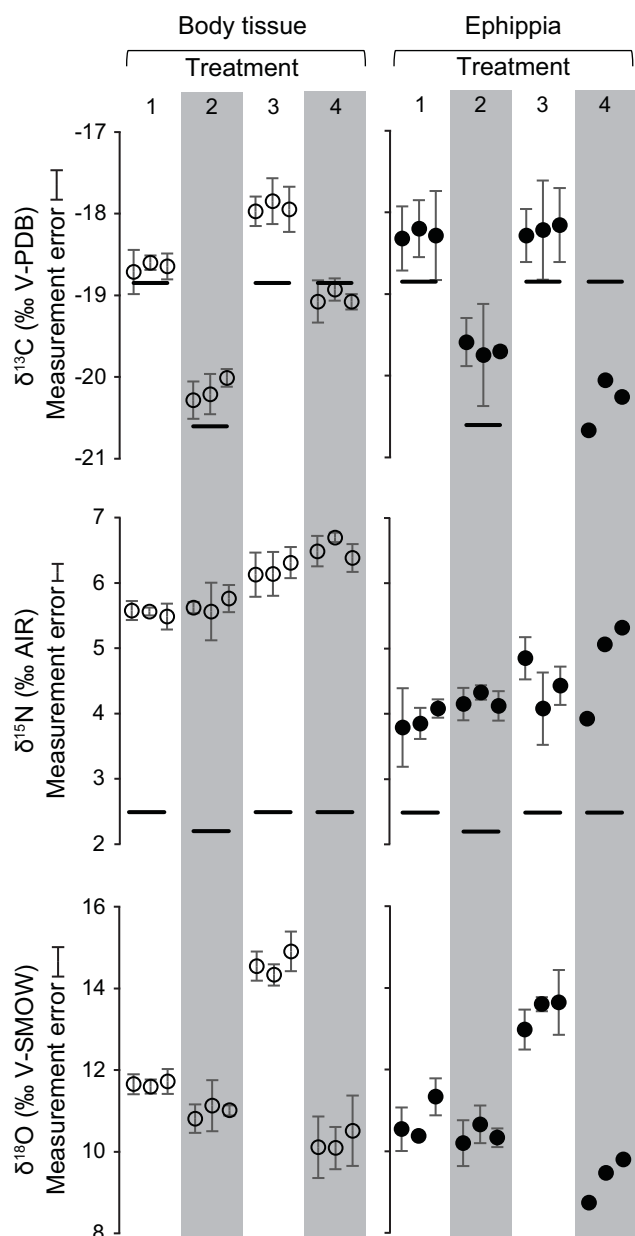 Body tissue Ephippia
Treatment Treatment
1 2 3 4 1 2 3 4
δ¹³C (‰ V-PDB)
Measurement error
-17
-18
-19
-20
-21
δ¹⁵N (‰ AIR)
Measurement error
7
6
5
4
3
2
δ¹⁸O (‰ V-SMOW)
Measurement error
16
14
12
10
8